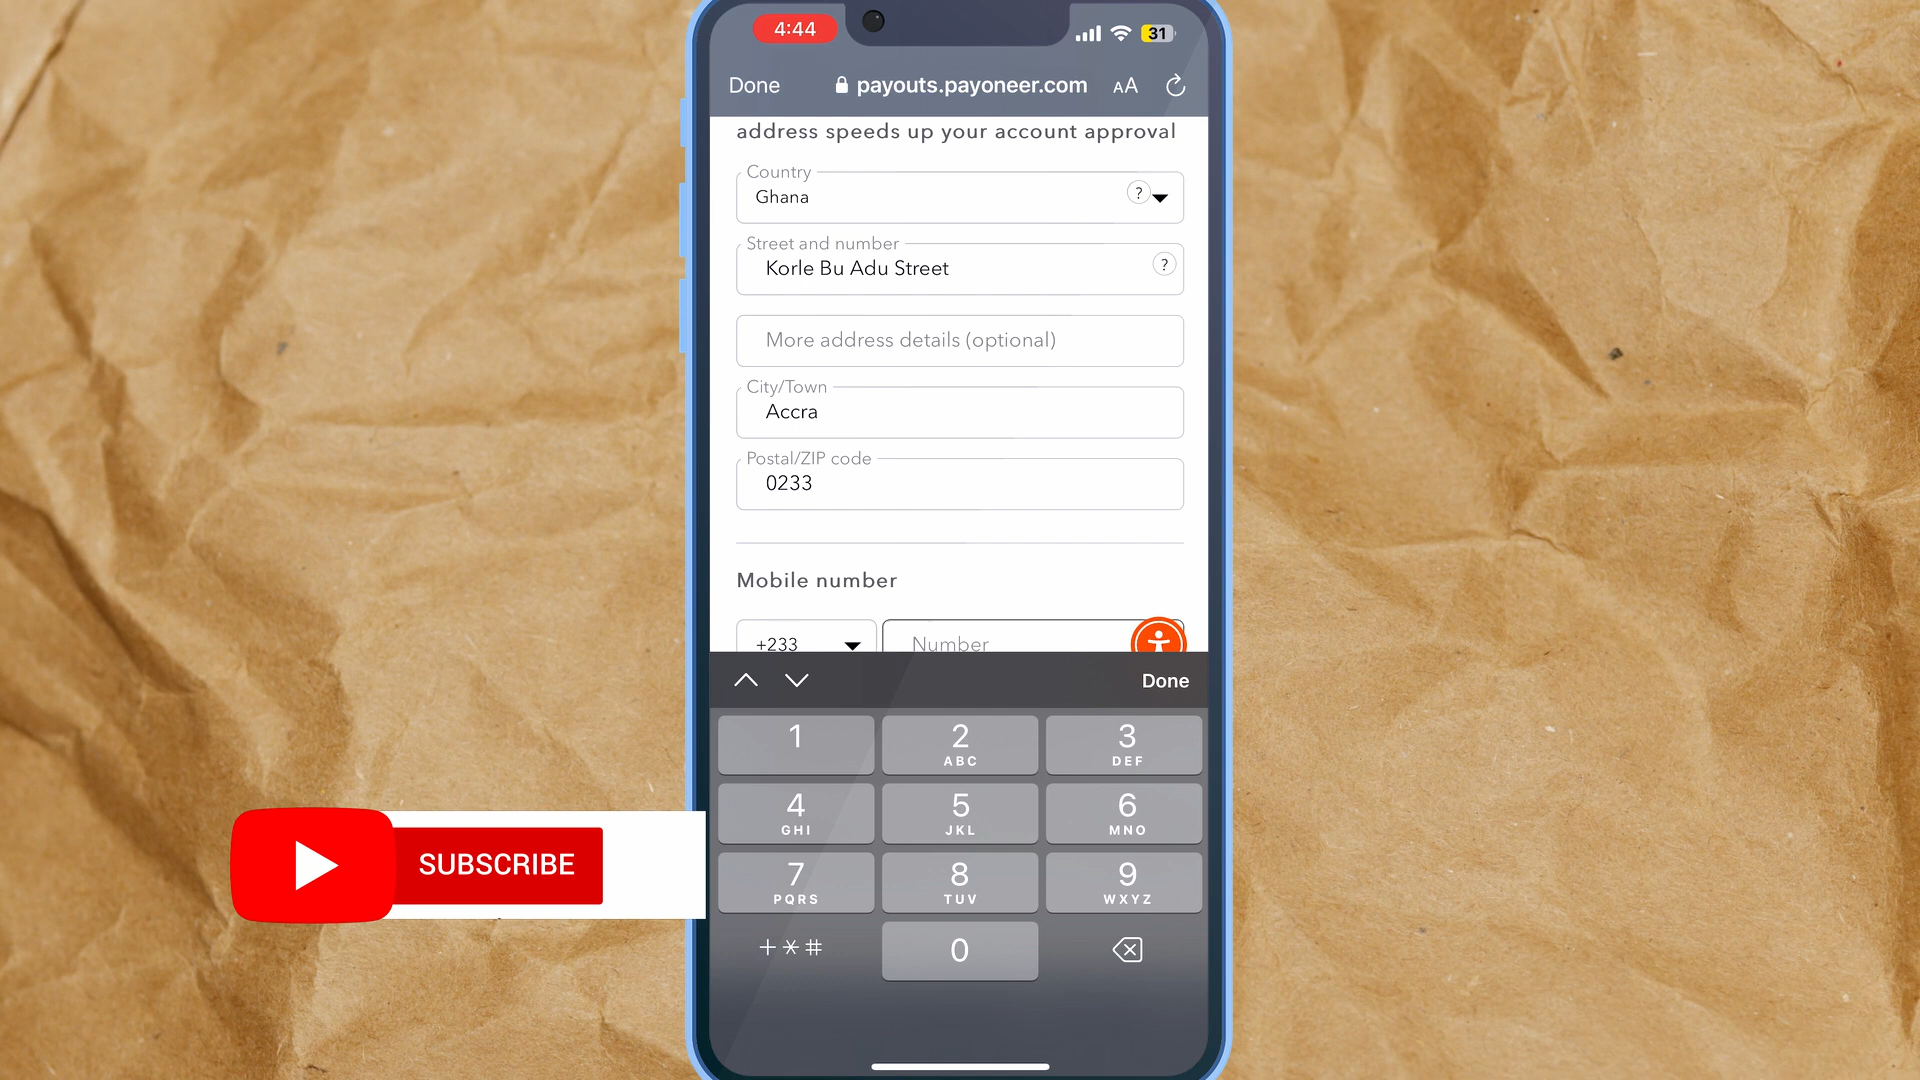 4:44
31
Done
payouts.payoneer.com
AA
address speeds up your account approval
Country
Ghana
?
Street and number
Korle Bu Adu Street
?
More address details (optional)
City/Town
Accra
Postal/ZIP code
0233
Mobile number
+233
Number
Done
1
2
ABC
3
DEF
4
GHI
5
JKL
6
MNO
7
PQRS
8
TUV
9
WXYZ
+*#
0
SUBSCRIBE